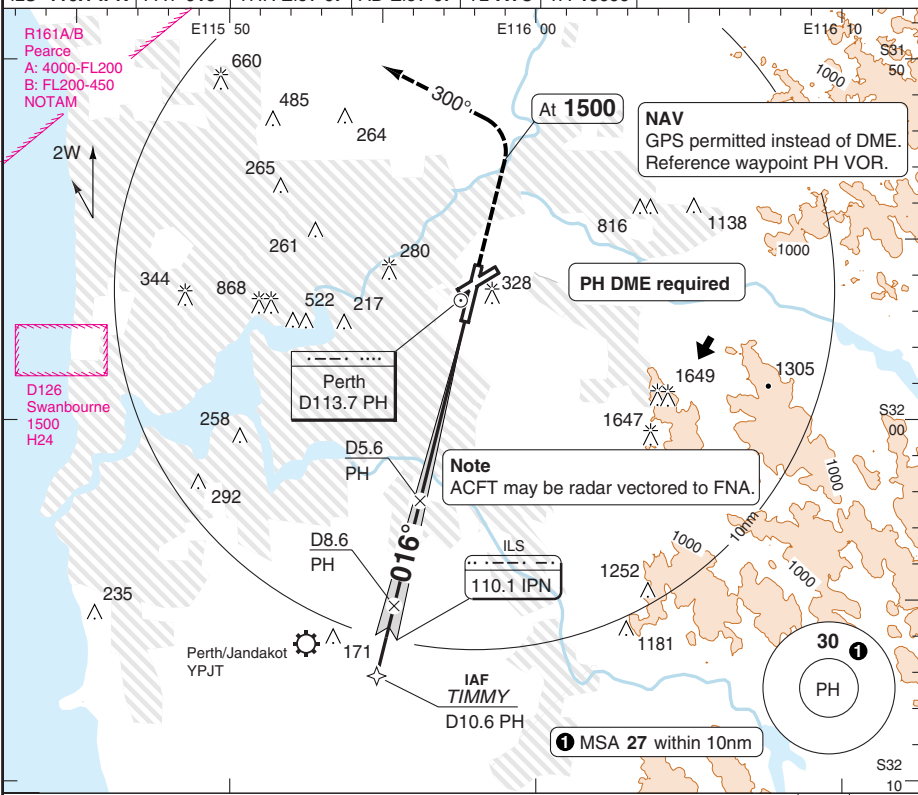 R161A/B
Pearce
A: 4000-FL200
B: FL200-450
NOTAM
E115 50
E116 00
E116 10
S31
50
660
1000
485
264
300°
At 1500
NAV
GPS permitted instead of DME.
Reference waypoint PH VOR.
2W
265
816
1138
261
280
1000
344
868
522
217
328
PH DME required
Perth
D113.7 PH
1649
1305
D126
Swanbourne
1500
H24
1647
S32
00
258
D5.6
PH
Note
ACFT may be radar vectored to FNA.
1000
292
10nm
016°
D8.6
PH
ILS
110.1 IPN
1000
1000
1252
235
1181
171
Perth/Jandakot
YPJT
IAF
TIMMY
D10.6 PH
30
1
PH
1 MSA 27 within 10nm
S32
10